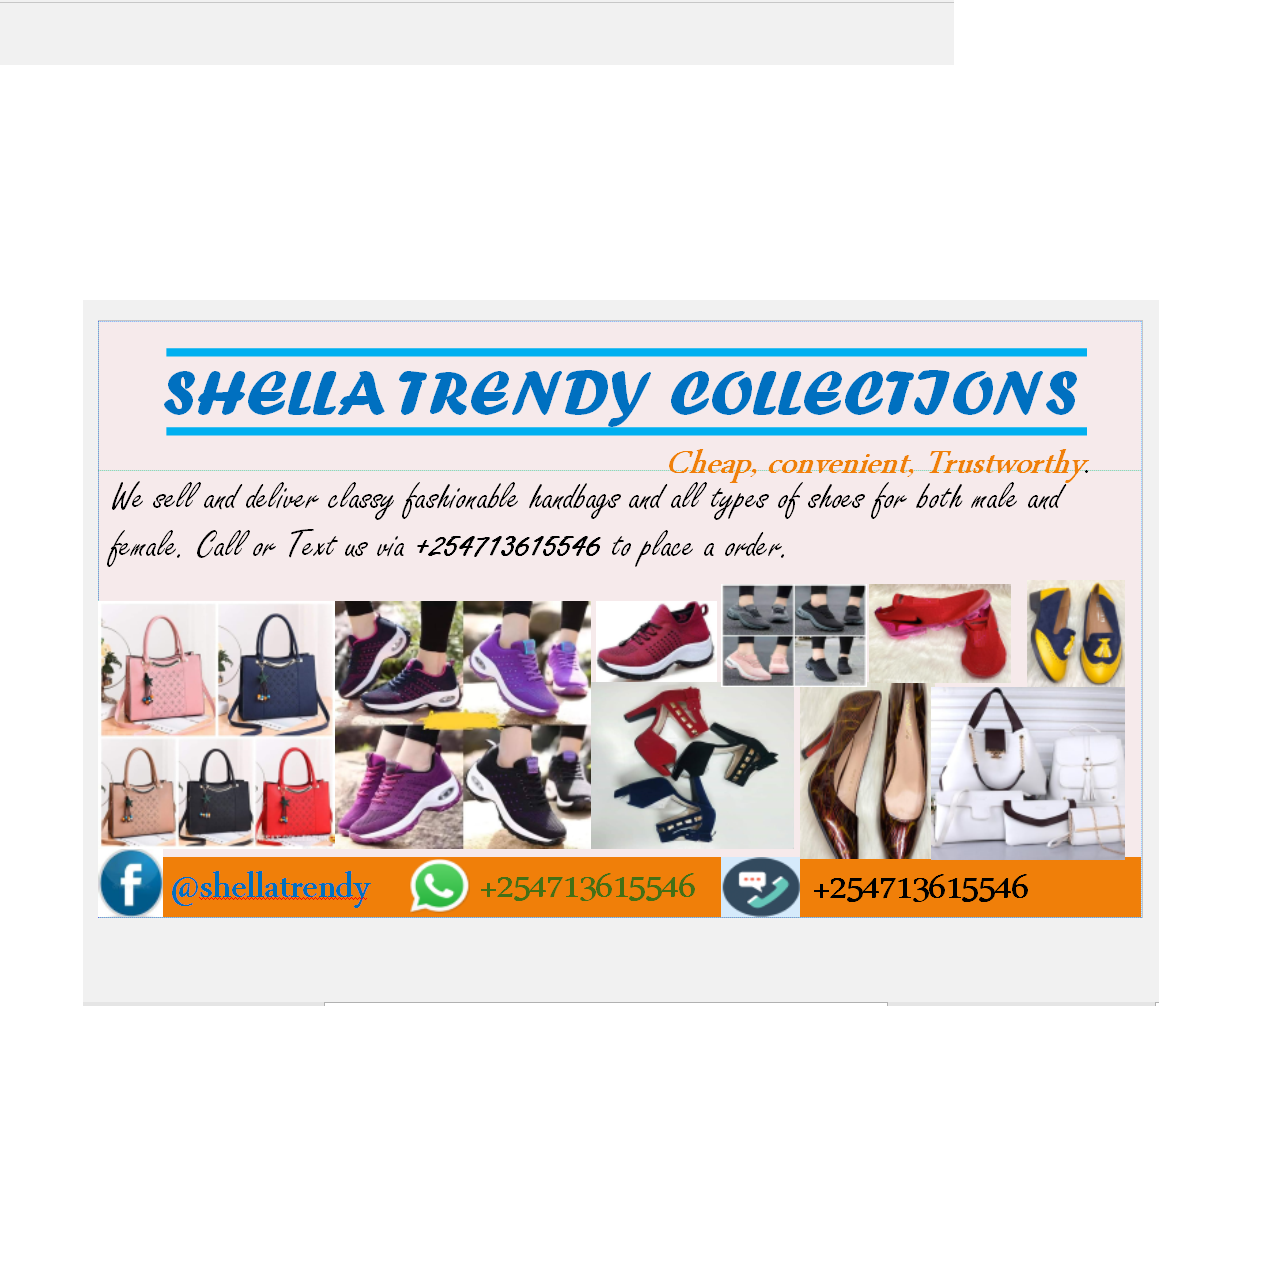 SHELLA TRENDY COLLECTIONS
Cheap, convenient, Trustworthy.
We sell and deliver classy fashionable handbags and all types of shoes for both male and
female. Call or Text us via +254713615546 to place a order.
@shellatrendy +254713615546 +254713615546